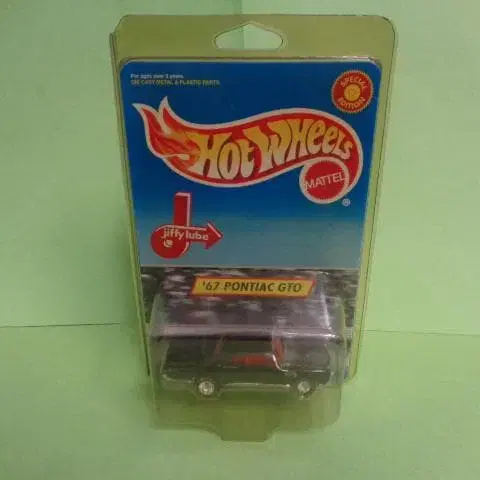 For ages over 3 years.
DIE CAST METAL & PLASTIC PARTS.
SPECIAL
EDITION
HOT WHEELS
MATTEL
®
jiffy lube
'67 PONTIAC GTO